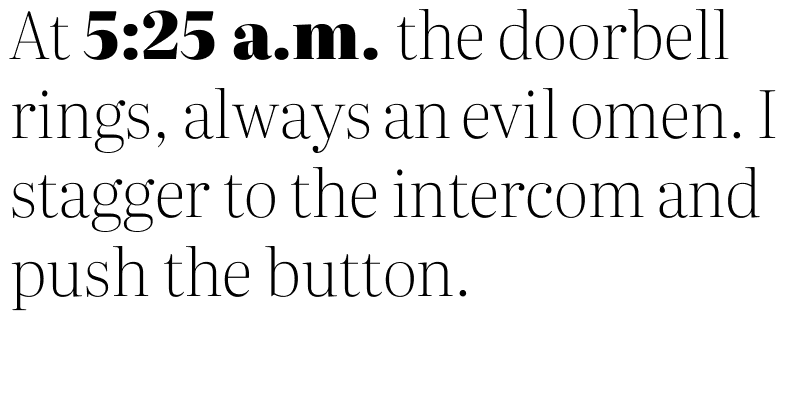 At 5:25 a.m. the doorbell
rings, always an evil omen. I
stagger to the intercom and
push the button.